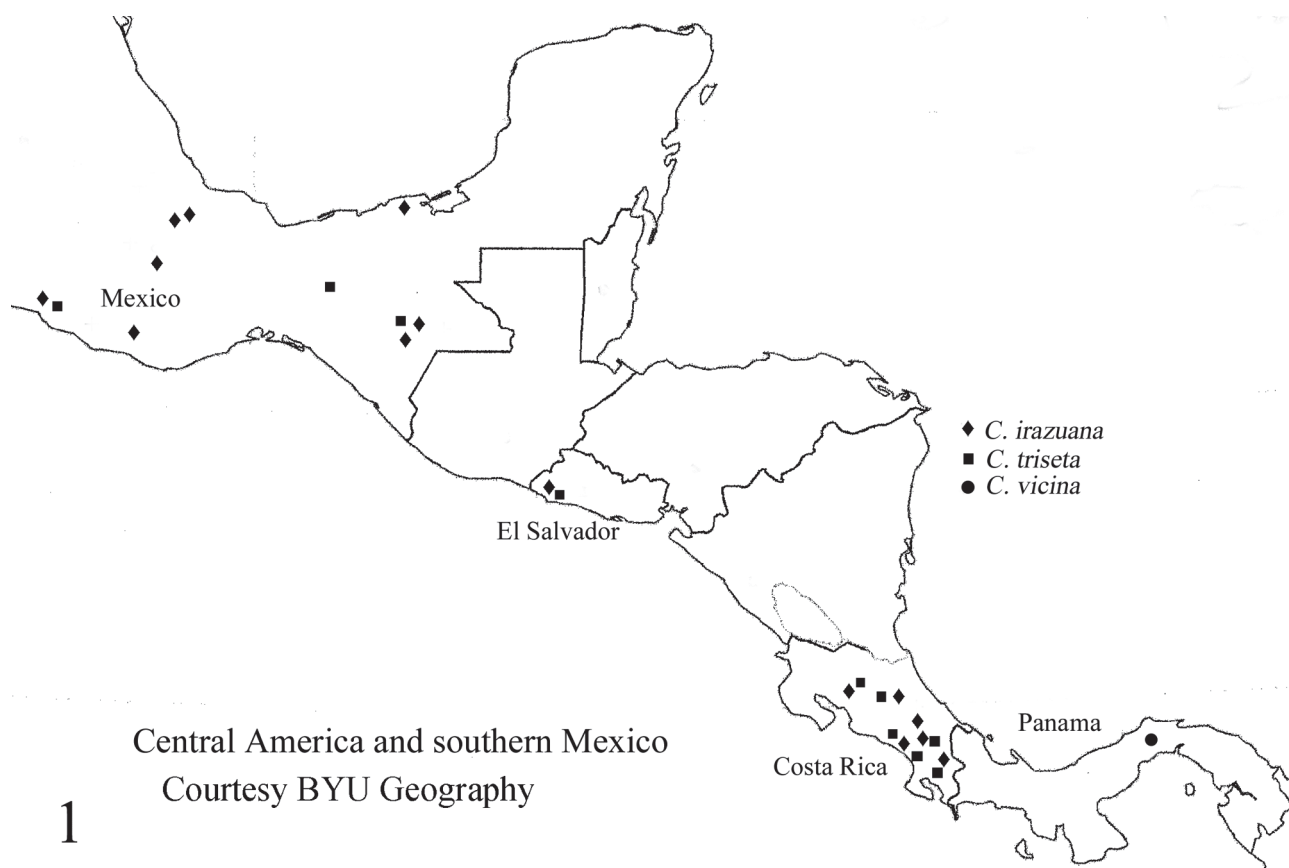 Mexico
C. irazuana
C. triseta
C. vicina
El Salvador
Panama
Costa Rica
Central America and southern Mexico
Courtesy BYU Geography
1